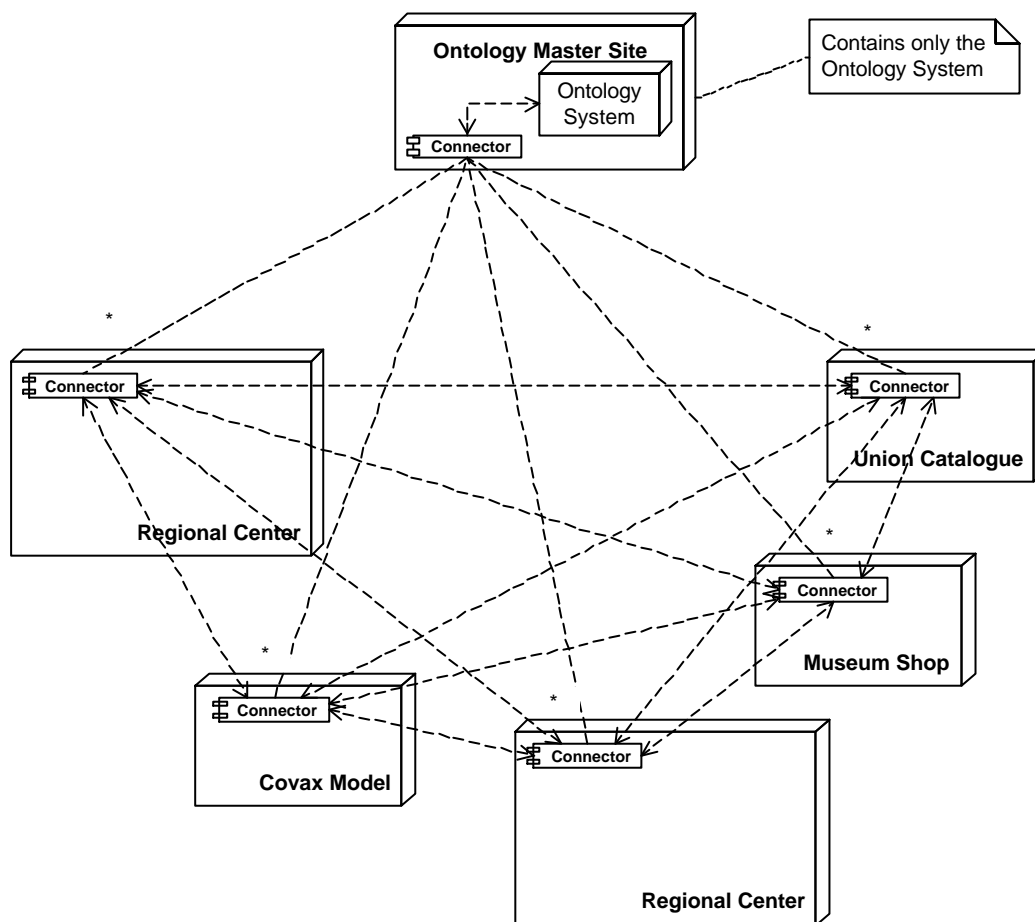 Ontology Master Site
Contains only the
Ontology System
Ontology
System
Connector
*
*
Connector
Connector
Union Catalogue
Regional Center
*
Connector
Museum Shop
*
Connector
*
Connector
Covax Model
Regional Center